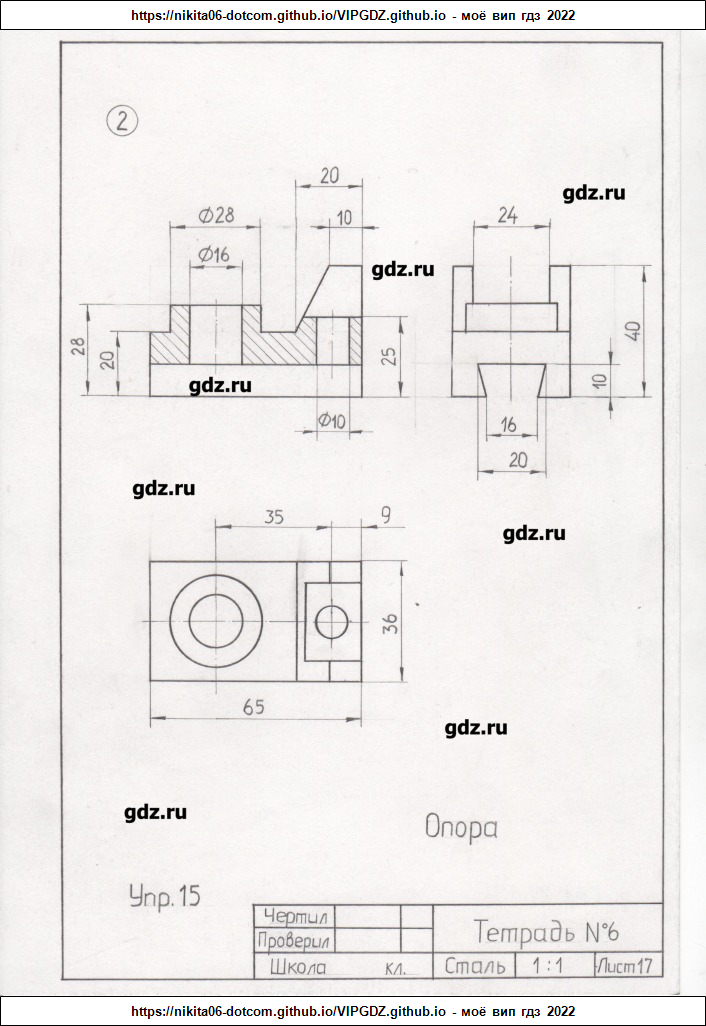 https://nikita06-dotcom.github.io/VIPGDZ.github.io - моё вип гдз 2022
2
20
gdz.ru
Ø28
10
24
Ø16
gdz.ru
28
20
25
40
gdz.ru
10
Ø10
16
20
gdz.ru
35
9
gdz.ru
36
65
gdz.ru
gdz.ru
Опора
Упр.15
Чертил
Проверил
Тетрадь №6
Школа кл.
Сталь
1:1
Лист17
https://nikita06-dotcom.github.io/VIPGDZ.github.io - моё вип гдз 2022